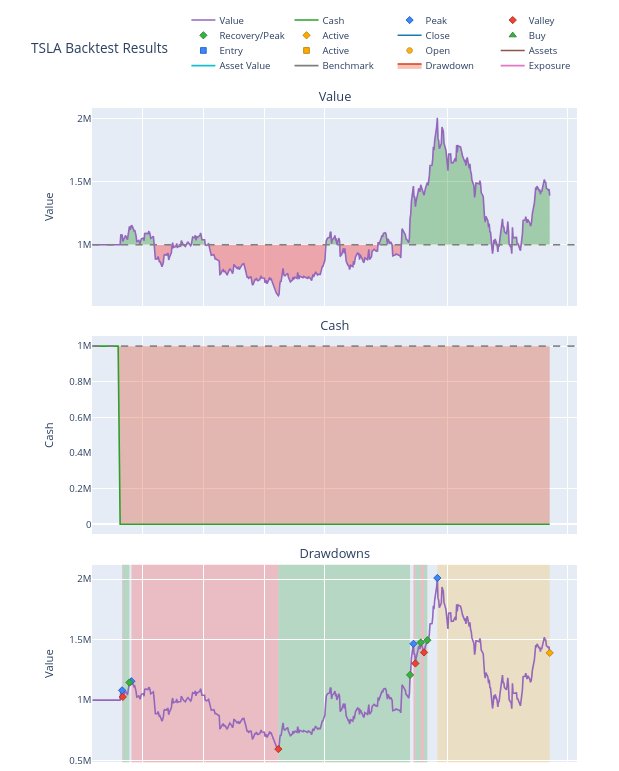 TSLA Backtest Results
Value Cash Peak Valley
Recovery/Peak Active Close Buy
Entry Active Open Assets
Asset Value Benchmark Drawdown Exposure
Value
2M
1.5M
1M
Value
Cash
1M
0.8M
0.6M
0.4M
0.2M
0
Cash
Drawdowns
2M
1.5M
1M
0.5M
Value